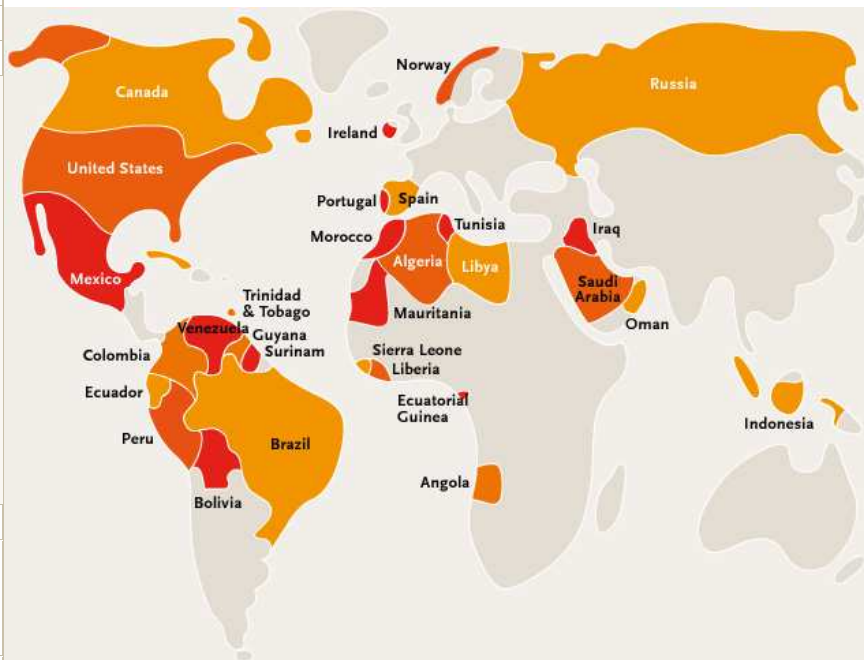 Norway
Russia
Canada
Ireland
United States
Portugal
Spain
Tunisia
Morocco
Iraq
Algeria
Libya
Mexico
Saudi
Arabia
Trinidad
& Tobago
Mauritania
Oman
Venezuela
Guyana
Surinam
Colombia
Sierra Leone
Liberia
Ecuador
Ecuatorial
Guinea
Indonesia
Peru
Brazil
Angola
Bolivia